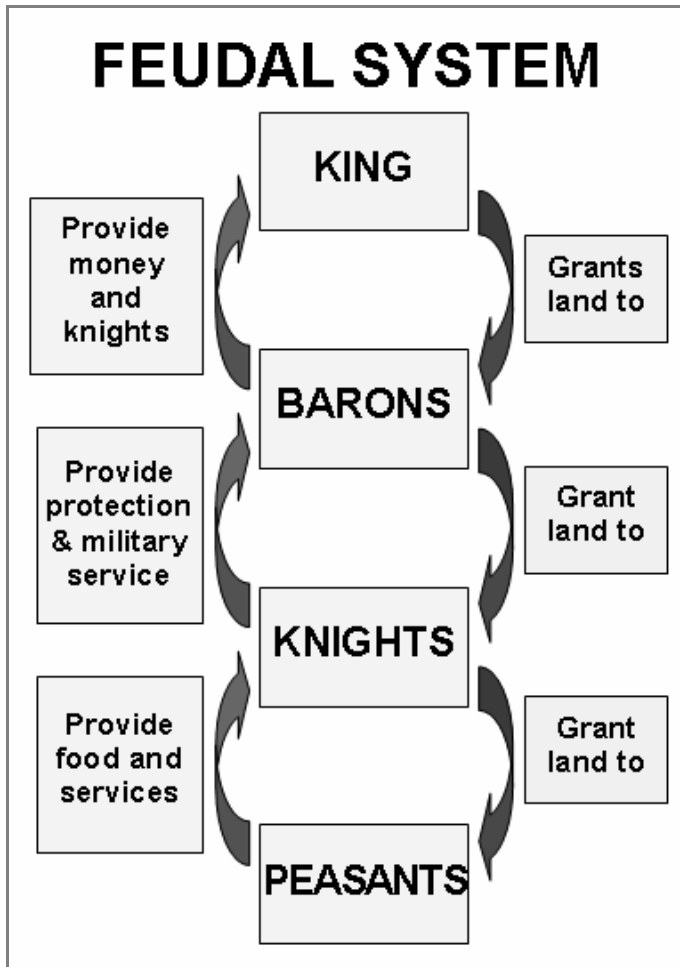 FEUDAL SYSTEM
KING
Provide
money
and
knights
Grants
land to
BARONS
Provide
protection
& military
service
Grant
land to
KNIGHTS
Provide
food and
services
Grant
land to
PEASANTS